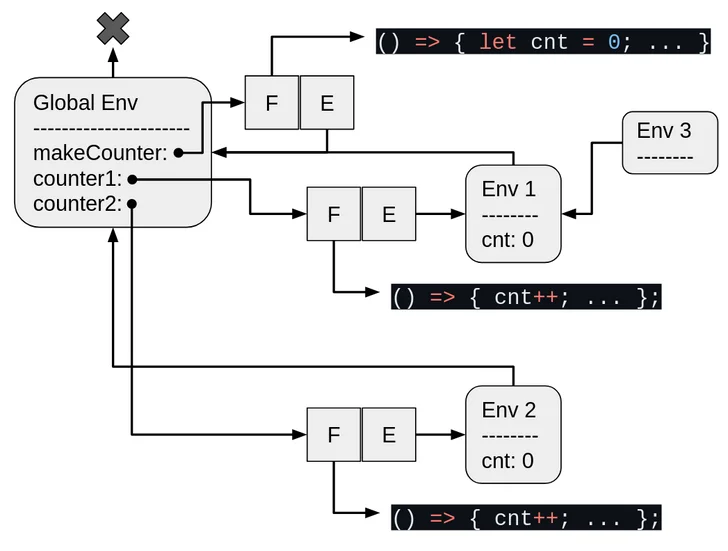 () => { let cnt = 0; ... }
Global Env
----------------------
F
E
makeCounter:
counter1:
counter2:
Env 3
--------
F
E
Env 1
--------
cnt: 0
() => { cnt++; ... };
F
E
Env 2
--------
cnt: 0
() => { cnt++; ... };